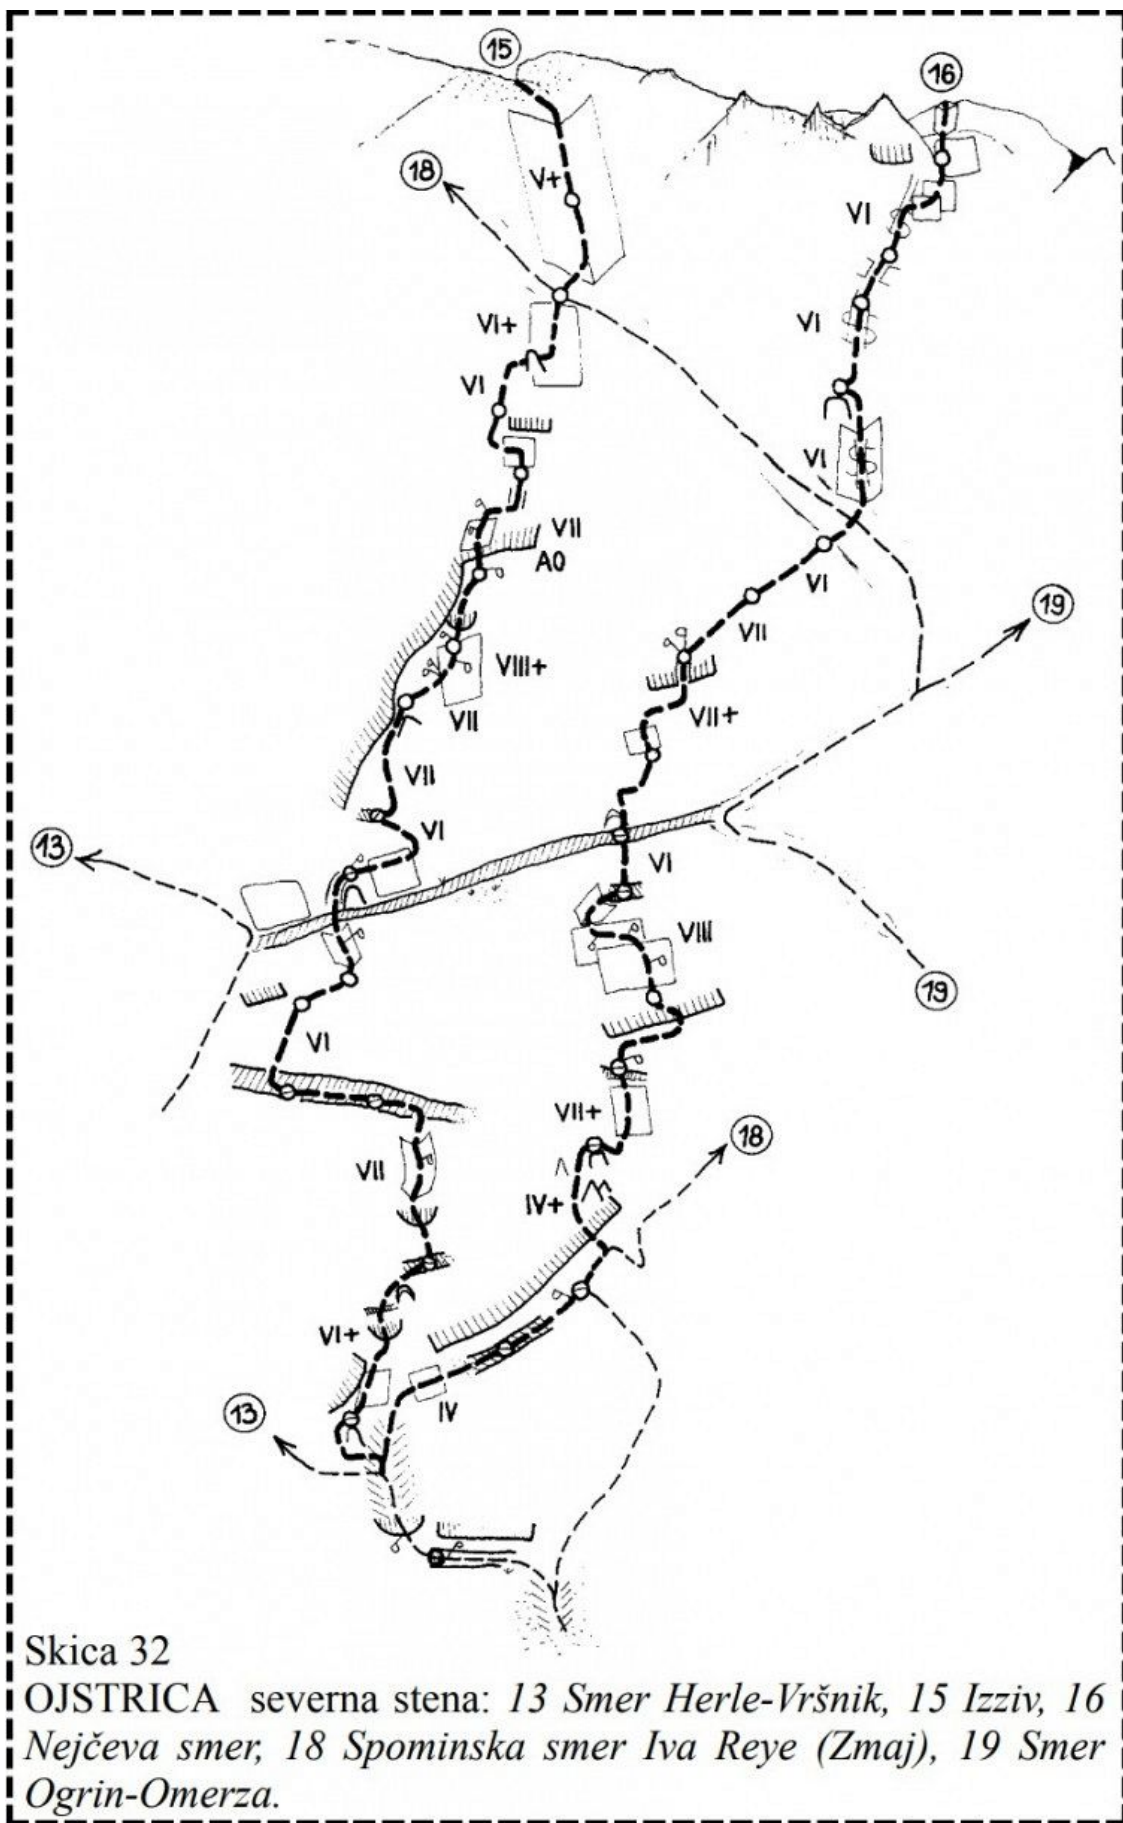 15
16
18
V+
VI
VI+
VI
VI
VI
VII
A0
VI
19
VII
VIII+
VII
VII+
VII
VI
13
VI
VIII
19
VI
VII+
18
VII
IV+
VI+
IV
13
Skica 32
OJSTRICA severna stena: 13 Smer Herle-Vršnik, 15 Izziv, 16
Nejčeva smer, 18 Spominska smer Iva Reye (Zmaj), 19 Smer
Ogrin-Omerza.